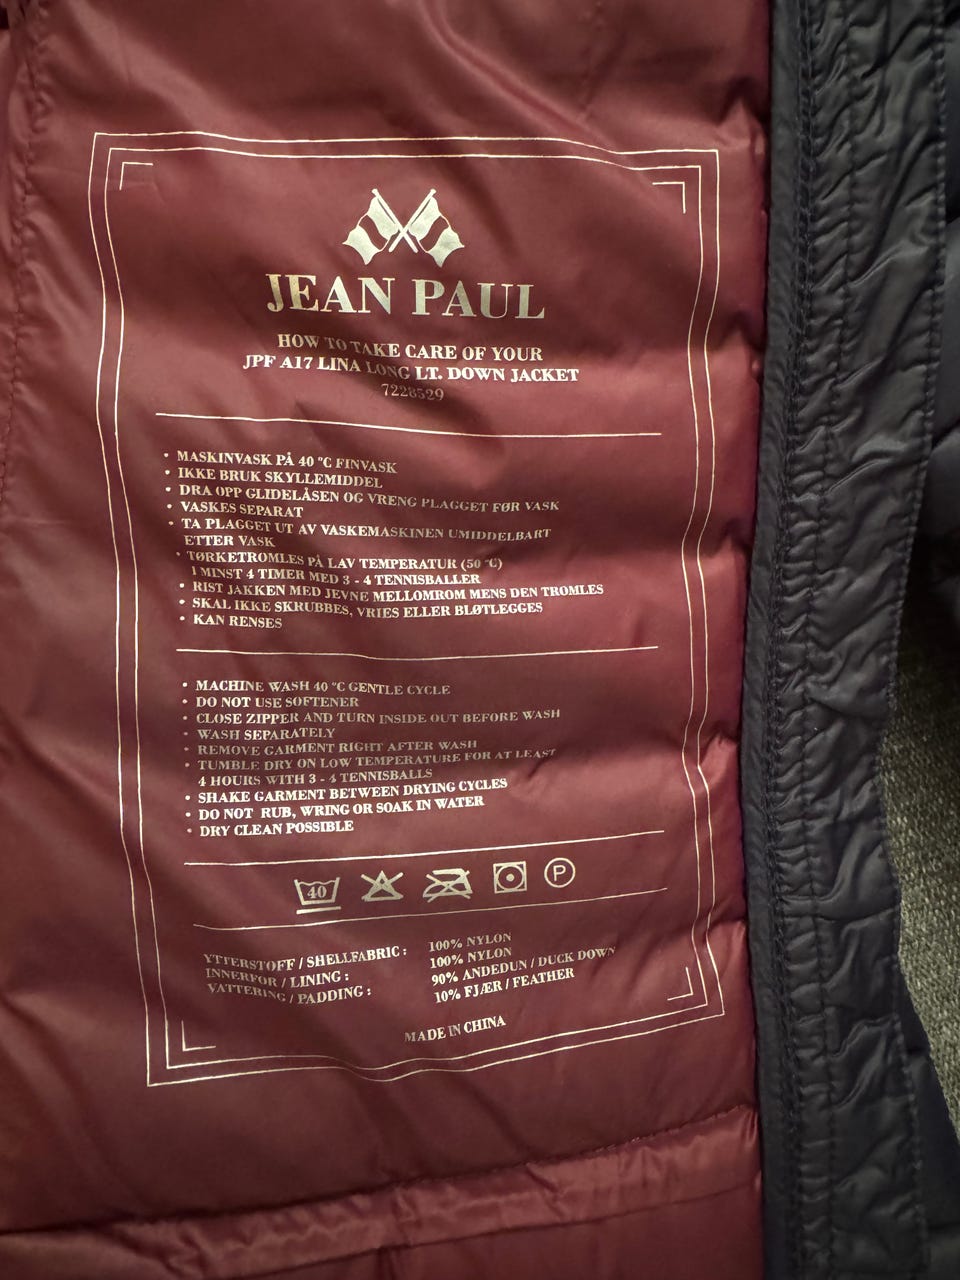 JEAN PAUL
HOW TO TAKE CARE OF YOUR
JPF A17 LINA LONG LT. DOWN JACKET
7228529
• MASKINVASK PÅ 40 °C FINVASK
• IKKE BRUK SKYLLEMIDDEL
• DRA OPP GLIDELÅSEN OG VRENG PLAGGET FØR VASK
• VASKES SEPARAT
• TA PLAGGET UT AV VASKEMASKINEN UMIDDELBART
ETTER VASK
• TØRKETROMLES PÅ LAV TEMPERATUR (50 °C)
I MINST 4 TIMER MED 3 - 4 TENNISBALLER
• RIST JAKKEN MED JEVNE MELLOMROM MENS DEN TROMLES
• SKAL IKKE SKRUBBES, VRIES ELLER BLØTLEGGES
• KAN RENSES
• MACHINE WASH 40 °C GENTLE CYCLE
• DO NOT USE SOFTENER
• CLOSE ZIPPER AND TURN INSIDE OUT BEFORE WASH
• WASH SEPARATELY
• REMOVE GARMENT RIGHT AFTER WASH
• TUMBLE DRY ON LOW TEMPERATURE FOR AT LEAST
4 HOURS WITH 3 - 4 TENNISBALLS
• SHAKE GARMENT BETWEEN DRYING CYCLES
• DO NOT RUB, WRING OR SOAK IN WATER
• DRY CLEAN POSSIBLE
40 P
YTTERSTOFF / SHELLFABRIC : 100% NYLON
INNERFOR / LINING : 100% NYLON
VATTERING / PADDING : 90% ANDEDUN / DUCK DOWN
10% FJÆR / FEATHER
MADE IN CHINA